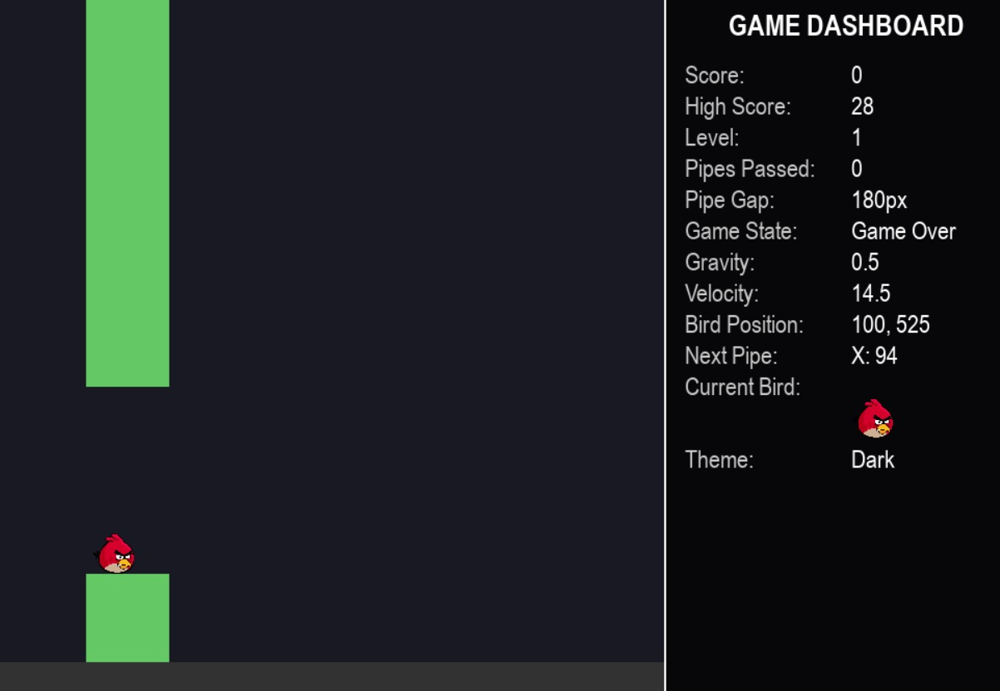 GAME DASHBOARD
Score: 0
High Score: 28
Level: 1
Pipes Passed: 0
Pipe Gap: 180px
Game State: Game Over
Gravity: 0.5
Velocity: 14.5
Bird Position: 100, 525
Next Pipe: X: 94
Current Bird:
Theme: Dark